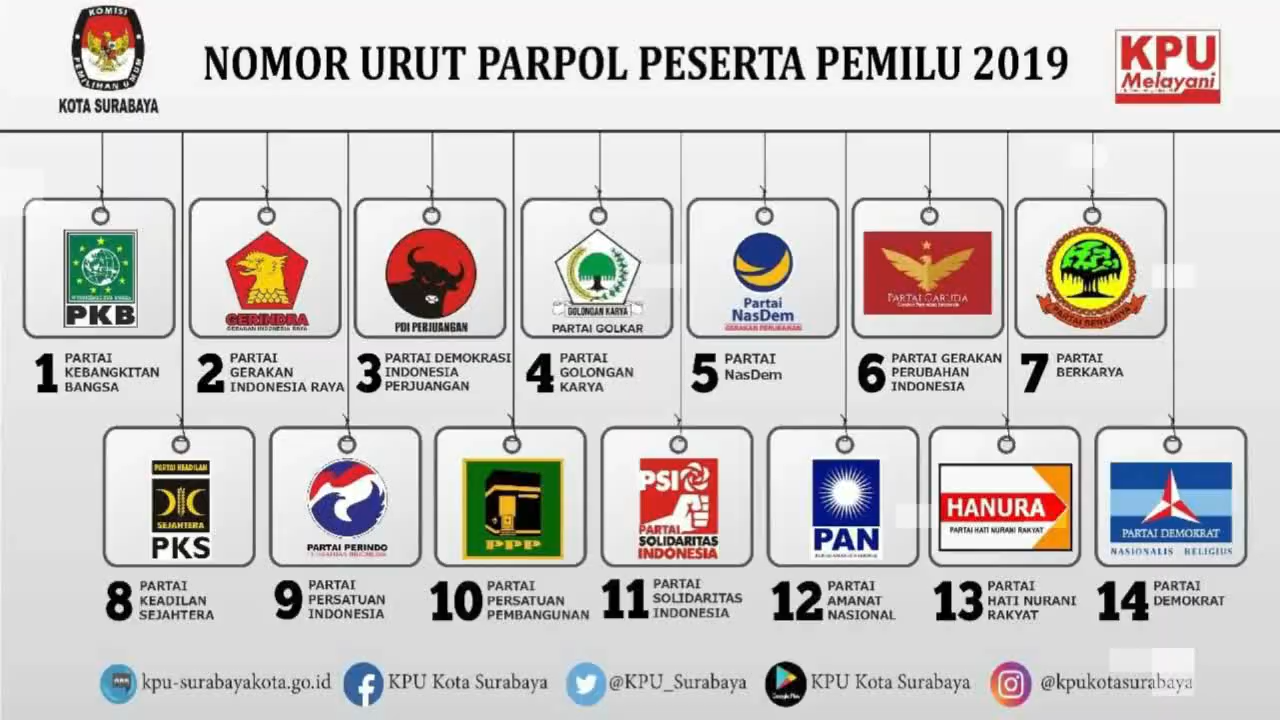 KOMISI
PEMILIHAN UMUM
KOTA SURABAYA
NOMOR URUT PARPOL PESERTA PEMILU 2019
KPU
Melayani
PKB
GERINDRA
GERAKAN INDONESIA RAYA
PDI PERJUANGAN
GOLONGAN KARYA
PARTAI GOLKAR
Partai
NasDem
GERAKAN PERUBAHAN
PARTAI GARUDA
PARTAI BERKARYA
1 PARTAI
KEBANGKITAN
BANGSA
2 PARTAI
GERAKAN
INDONESIA RAYA
3 PARTAI DEMOKRASI
INDONESIA
PERJUANGAN
4 PARTAI
GOLONGAN
KARYA
5 PARTAI
NasDem
6 PARTAI GERAKAN
PERUBAHAN
INDONESIA
7 PARTAI
BERKARYA
PARTAI KEADILAN
SEJAHTERA
PKS
PARTAI PERINDO
PPP
PSI
PARTAI
SOLIDARITAS
INDONESIA
PAN
HANURA
PARTAI HATI NURANI RAKYAT
PARTAI DEMOKRAT
NASIONALIS RELIGIUS
8 PARTAI
KEADILAN
SEJAHTERA
9 PARTAI
PERSATUAN
INDONESIA
10 PARTAI
PERSATUAN
PEMBANGUNAN
11 PARTAI
SOLIDARITAS
INDONESIA
12 PARTAI
AMANAT
NASIONAL
13 PARTAI
HATI NURANI
RAKYAT
14 PARTAI
DEMOKRAT
kpu-surabayakota.go.id
KPU Kota Surabaya
@KPU_Surabaya
Google Play
KPU Kota Surabaya
@kpukotasurabaya